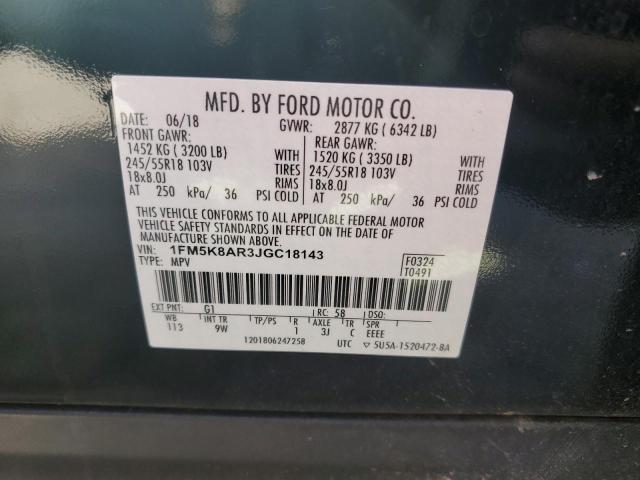 MFD. BY FORD MOTOR CO.
DATE: 06/18 GVWR: 2877 KG ( 6342 LB)
FRONT GAWR: REAR GAWR:
1452 KG ( 3200 LB) WITH 1520 KG ( 3350 LB) WITH
245/55R18 103V TIRES 245/55R18 103V TIRES
18x8.0J RIMS 18x8.0J RIMS
AT 250 kPa/ 36 PSI COLD AT 250 kPa/ 36 PSI COLD
THIS VEHICLE CONFORMS TO ALL APPLICABLE FEDERAL MOTOR
VEHICLE SAFETY STANDARDS IN EFFECT ON THE DATE OF
MANUFACTURE SHOWN ABOVE.
VIN: 1FM5K8AR3JGC18143 F0324
TYPE: MPV T0491
EXT PNT: G1 RC: 58 DSO:
WB INT TR TP/PS R AXLE TR SPR
113 9W 1 3J C EEEE
1201806247258 UTC ▽ 5U5A-1520472-8A